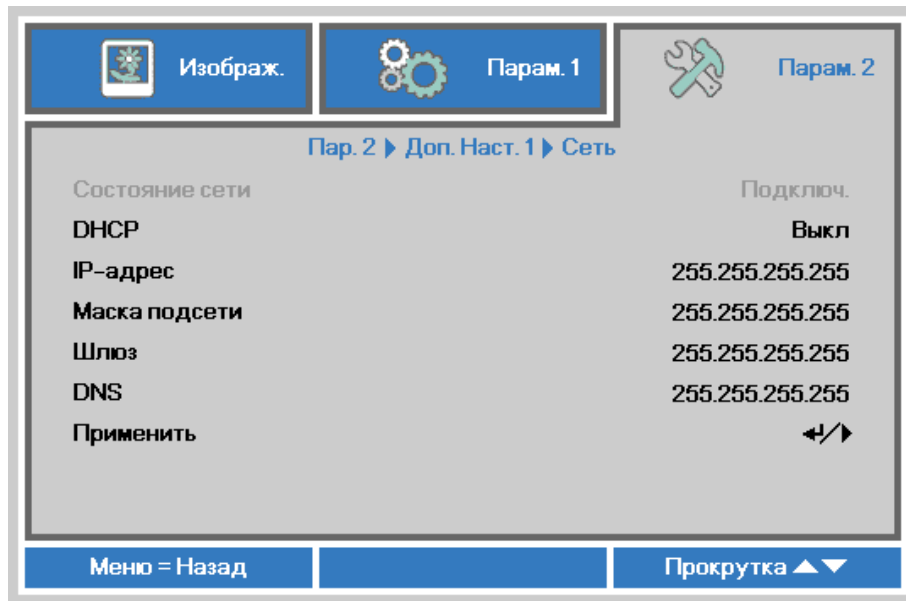 Изображ.
Парам. 1
Парам. 2
Пар. 2 ▶ Доп. Наст. 1 ▶ Сеть
Состояние сети Подключ.
DHCP Выкл
IP-адрес 255.255.255.255
Маска подсети 255.255.255.255
Шлюз 255.255.255.255
DNS 255.255.255.255
Применить ↵/▶
Меню = Назад
Прокрутка ▲▼